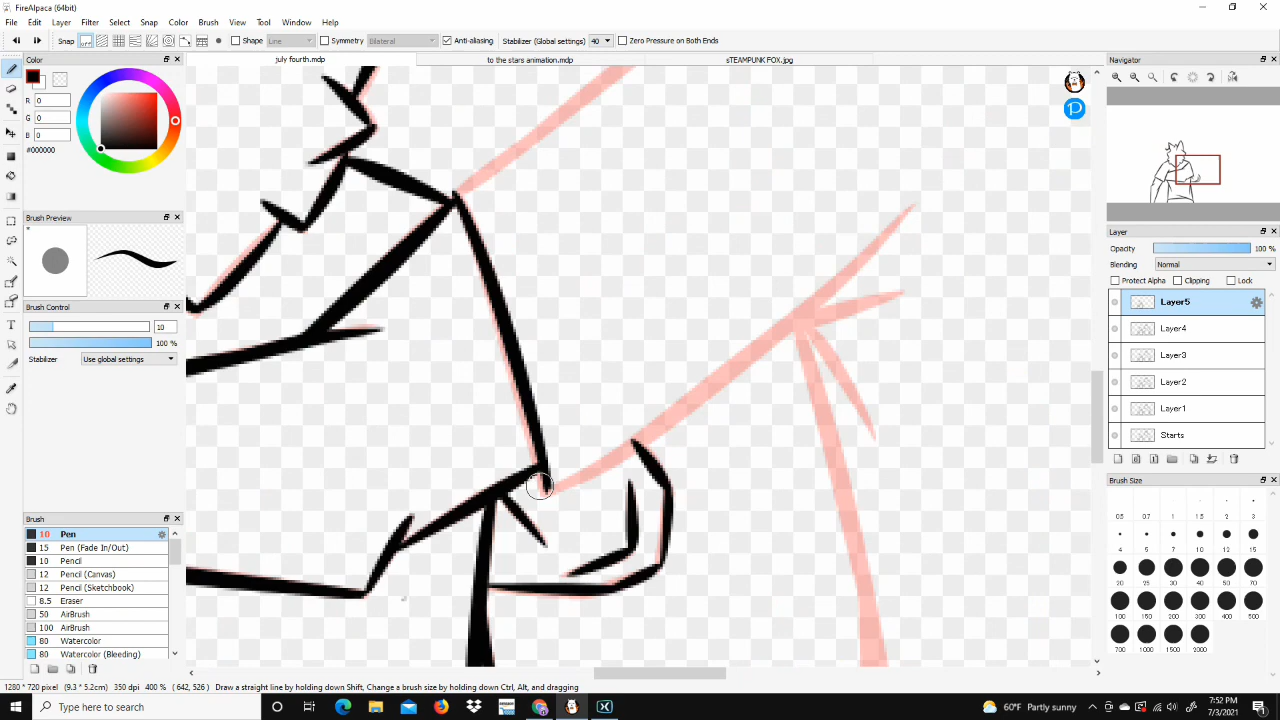 FireAlpaca (64bit)
File Edit View Layer Filter Select Snap Color Brush View Tool Window Help
Snap Shape Line Symmetry Bilateral Anti-aliasing Stabilizer (Global settings) 40 Zero Pressure on Both Ends
Color
july fourth.mdp to the stars animation.mdp sTEAMPUNK FOX.jpg
Navigator
R 0
G 0
B 0
#000000
Brush Preview
*
Brush Control
10
100 %
Stabilizer Use global settings
Layer
Opacity 100 %
Blending Normal
Protect Alpha Clipping Lock
Layer5
Layer4
Layer3
Layer2
Layer1
Starts
Brush Size
0.5 0.7 1 1.5 2 3
4 5 7 10 12 15
20 25 30 40 50 70
100 150 200 300 400 500
700 1000 1500 2000
Brush
10 Pen
15 Pen (Fade In/Out)
10 Pencil
12 Pencil (Canvas)
12 Pencil (Sketchbook)
8.5 Eraser
50 AirBrush
100 AirBrush
80 Watercolor
80 Watercolor (Bleeding)
1280 * 720 pixel (9.3 * 5.2cm) 350 dpi 400 % ( 642, 526 ) Draw a straight line by holding down Shift, Change a brush size by holding down Ctrl, Alt, and dragging
Type here to search
60°F Partly sunny
7:52 PM
7/3/2021